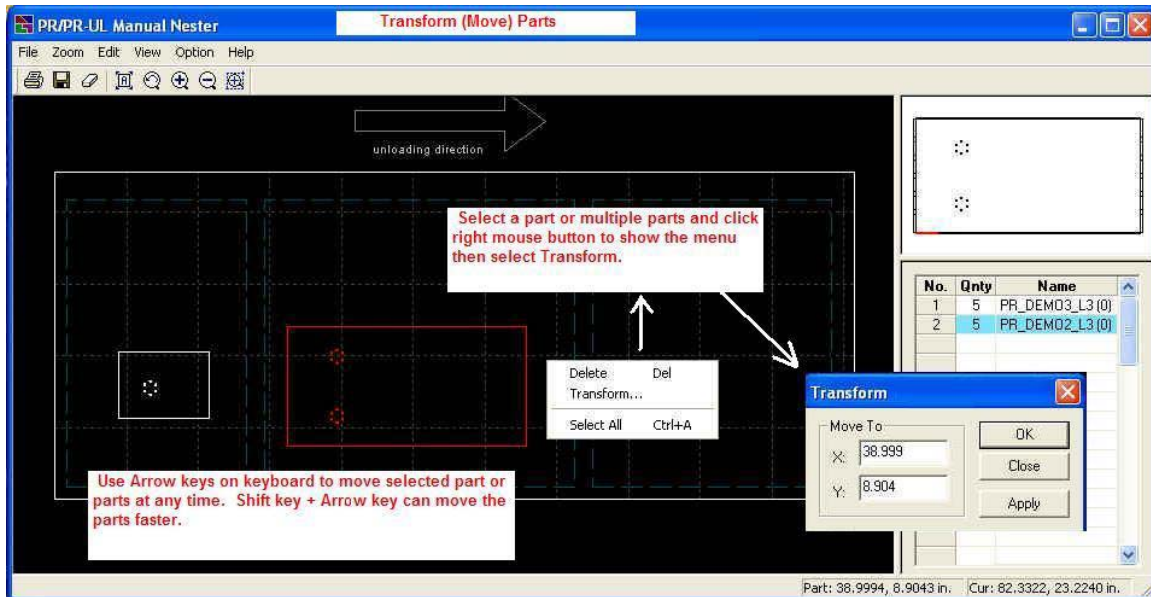 PR/PR-UL Manual Nester
Transform (Move) Parts
File Zoom Edit View Option Help
unloading direction
Select a part or multiple parts and click
right mouse button to show the menu
then select Transform.
No. Qnty Name
1 5 PR_DEMO3_L3 (0)
2 5 PR_DEMO2_L3 (0)
Delete Del
Transform...
Select All Ctrl+A
Transform
Move To
X: 38.999
Y: 8.904
OK
Close
Apply
Use Arrow keys on keyboard to move selected part or
parts at any time. Shift key + Arrow key can move the
parts faster.
Part: 38.9994, 8.9043 in. Cur: 82.3322, 23.2240 in.